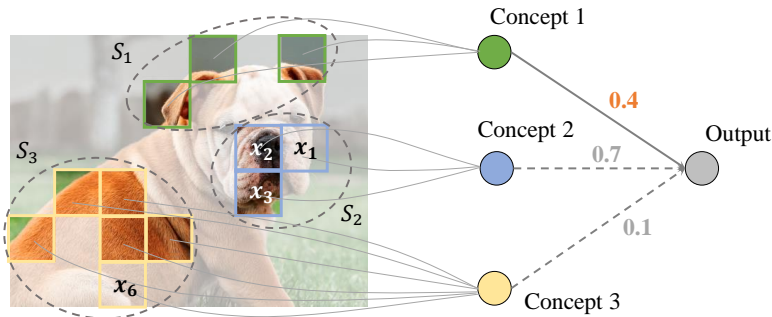 Concept 1
S1
0.4
Concept 2
Output
x2
x1
0.7
S3
x3
S2
0.1
x6
Concept 3